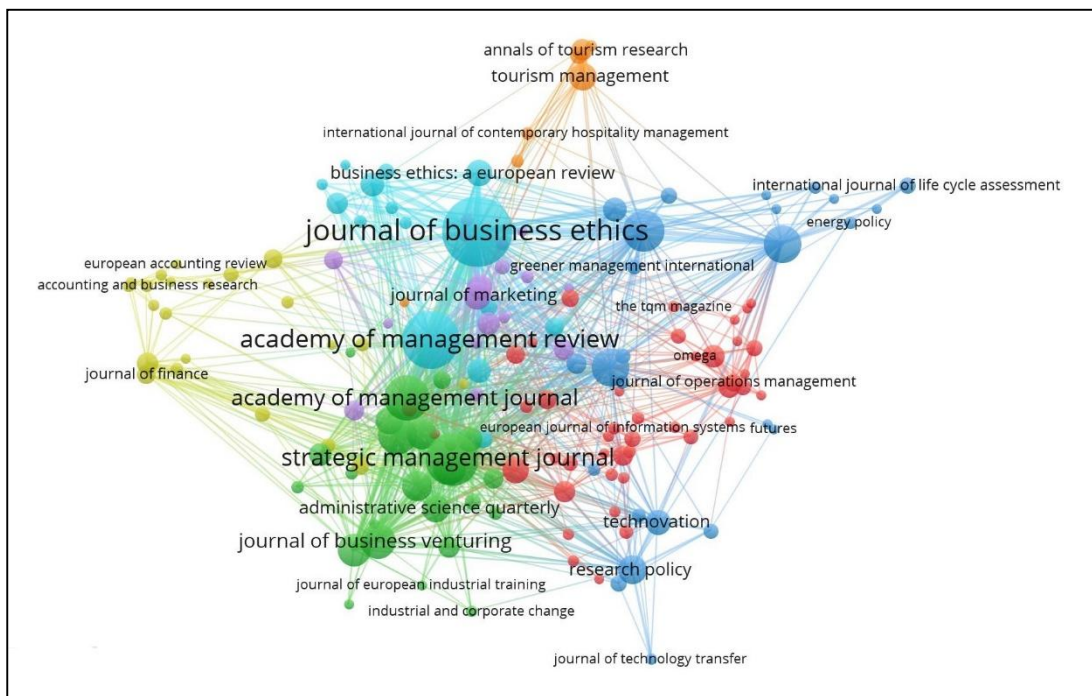 annals of tourism research
tourism management
international journal of contemporary hospitality management
business ethics: a european review
international journal of life cycle assessment
energy policy
journal of business ethics
european accounting review
greener management international
accounting and business research
journal of marketing
the tqm magazine
academy of management review
omega
journal of finance
journal of operations management
academy of management journal
european journal of information systems
futures
strategic management journal
administrative science quarterly
technovation
journal of business venturing
research policy
journal of european industrial training
industrial and corporate change
journal of technology transfer